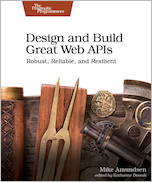 The
Pragmatic
Programmers
Design and Build
Great Web APIs
Robust, Reliable, and Resilient
Mike Amundsen
edited by Katharine Dvorak